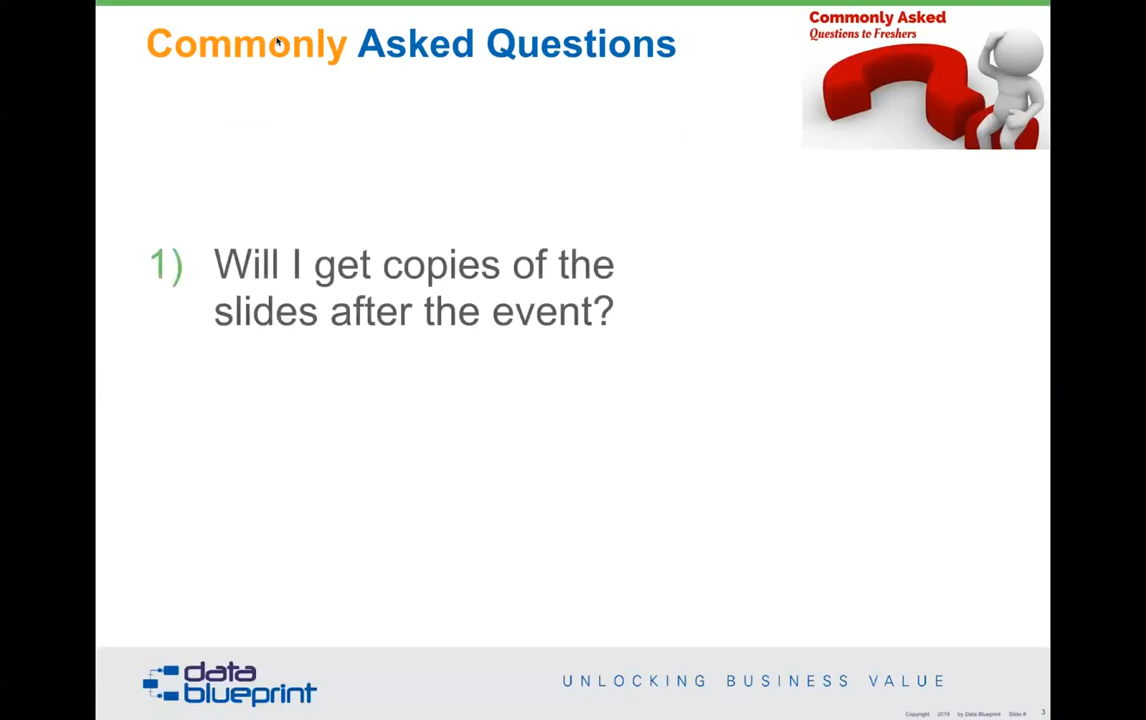 Commonly Asked Questions
Commonly Asked
Questions to Freshers
1) Will I get copies of the
slides after the event?
data
blueprint
UNLOCKING BUSINESS VALUE
Copyright 2019 by Data Blueprint Slide # 3